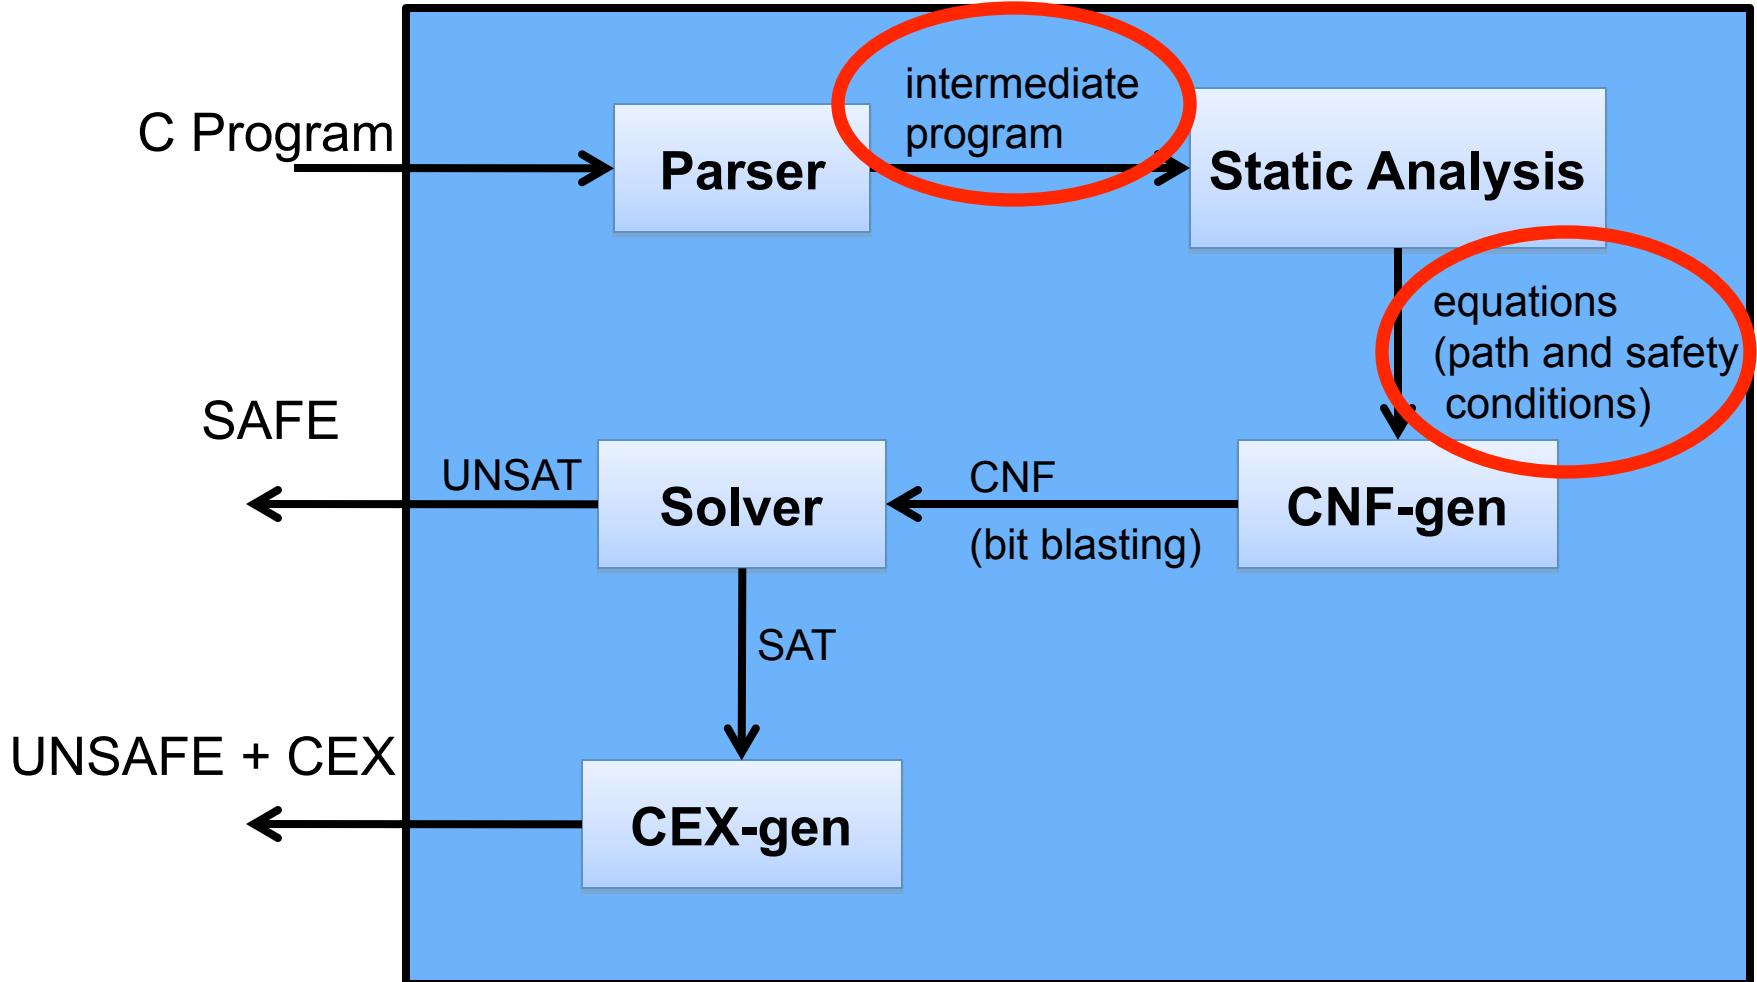 C Program
Parser
intermediate
program
Static Analysis
equations
(path and safety
conditions)
SAFE
UNSAT
Solver
CNF
(bit blasting)
CNF-gen
SAT
UNSAFE + CEX
CEX-gen